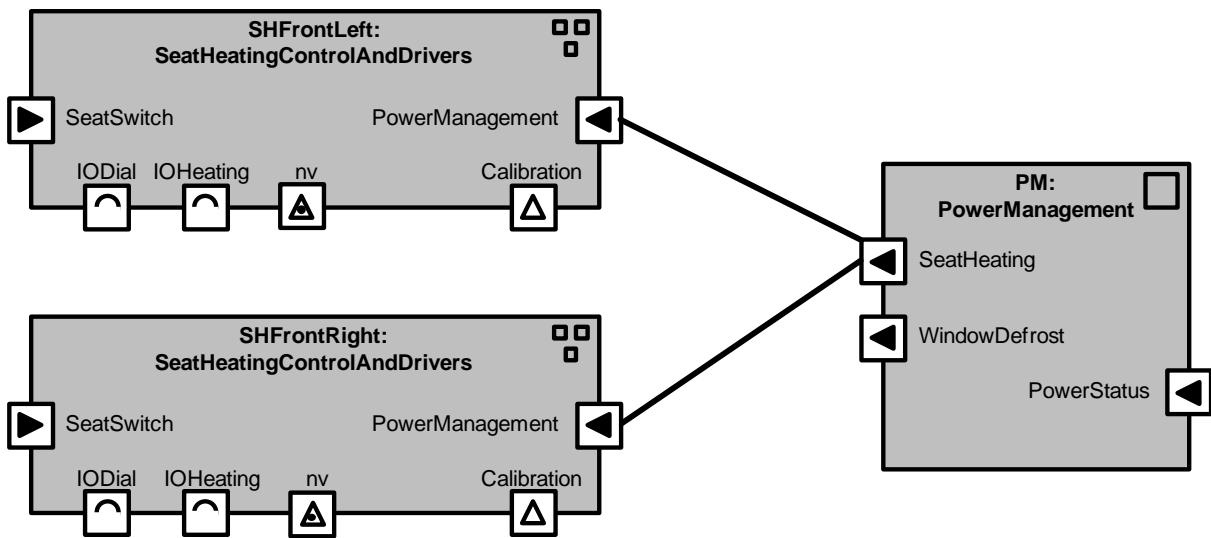 SHFrontLeft:
SeatHeatingControlAndDrivers
SeatSwitch
PowerManagement
IODial
IOHeating
nv
Calibration
PM:
PowerManagement
SeatHeating
WindowDefrost
PowerStatus
SHFrontRight:
SeatHeatingControlAndDrivers
SeatSwitch
PowerManagement
IODial
IOHeating
nv
Calibration